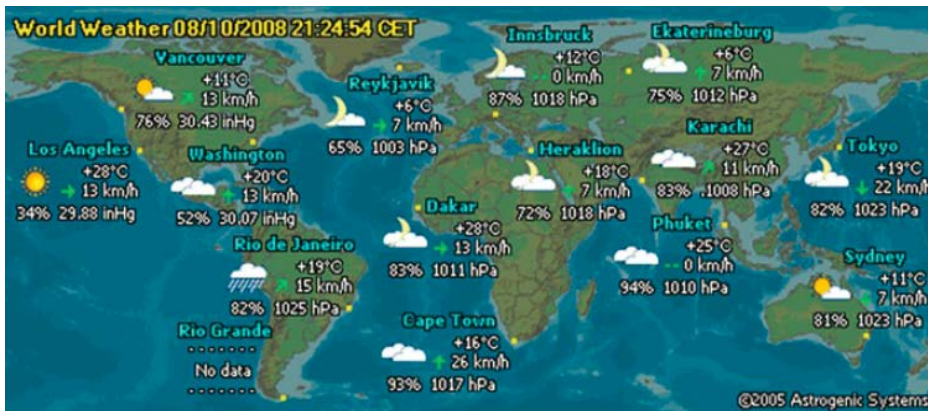 World Weather 08/10/2008 21:24:54 CET
Vancouver
+11°C
13 km/h
76% 30.43 inHg
Reykjavik
+6°C
7 km/h
65% 1003 hPa
Innsbruck
+12°C
0 km/h
87% 1018 hPa
Ekaterineburg
+6°C
7 km/h
75% 1012 hPa
Los Angeles
+28°C
13 km/h
34% 29.88 inHg
Washington
+20°C
13 km/h
52% 30.07 inHg
Heraklion
+18°C
7 km/h
72% 1018 hPa
Karachi
+27°C
11 km/h
83% .1008 hPa
Tokyo
+19°C
22 km/h
82% 1023 hPa
Dakar
+28°C
13 km/h
83% 1011 hPa
Phuket
+25°C
0 km/h
94% 1010 hPa
Rio de Janeiro
+19°C
15 km/h
82% 1025 hPa
Sydney
+11°C
7 km/h
81% 1023 hPa
Rio Grande
- - - - - - -
No data
- - - - - - -
Cape Town
+16°C
26 km/h
93% 1017 hPa
©2005 Astrogenic Systems